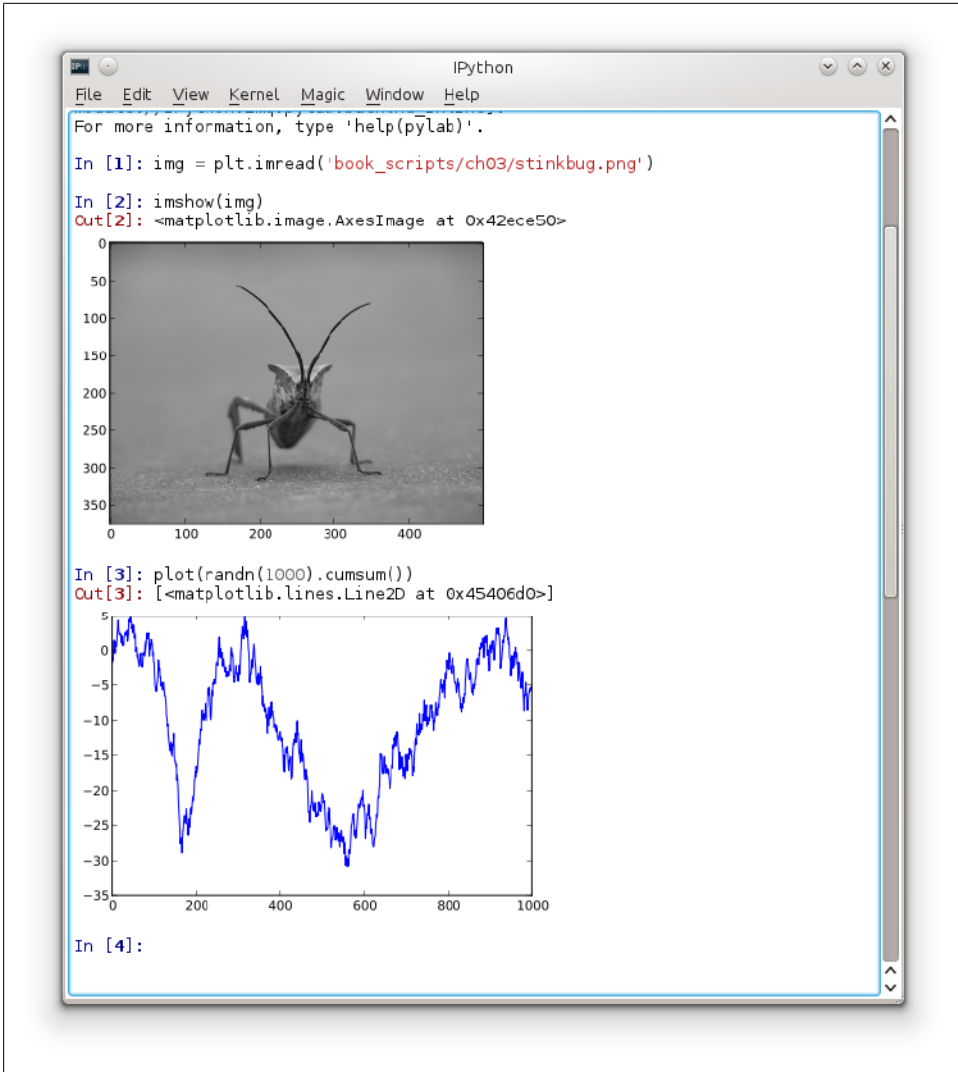 IPython
File Edit View Kernel Magic Window Help
For more information, type 'help(pylab)'.
In [1]: img = plt.imread('book_scripts/ch03/stinkbug.png')
In [2]: imshow(img)
Out[2]: <matplotlib.image.AxesImage at 0x42ece50>
0
50
100
150
200
250
300
350
0 100 200 300 400
In [3]: plot(randn(1000).cumsum())
Out[3]: [<matplotlib.lines.Line2D at 0x45406d0>]
5
0
−5
−10
−15
−20
−25
−30
−35
0 200 400 600 800 1000
In [4]: